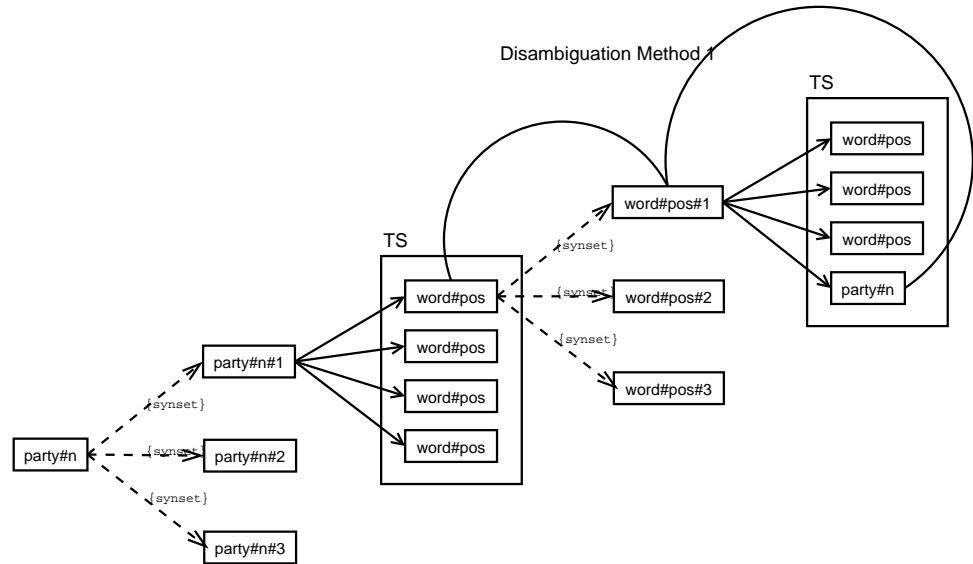 Disambiguation Method 1
TS
word#pos
word#pos
word#pos
party#n
word#pos#1
{synset}
TS
word#pos
{synset}
word#pos#2
word#pos
{synset}
party#n#1
word#pos
word#pos#3
{synset}
word#pos
party#n
{synset}
party#n#2
{synset}
party#n#3